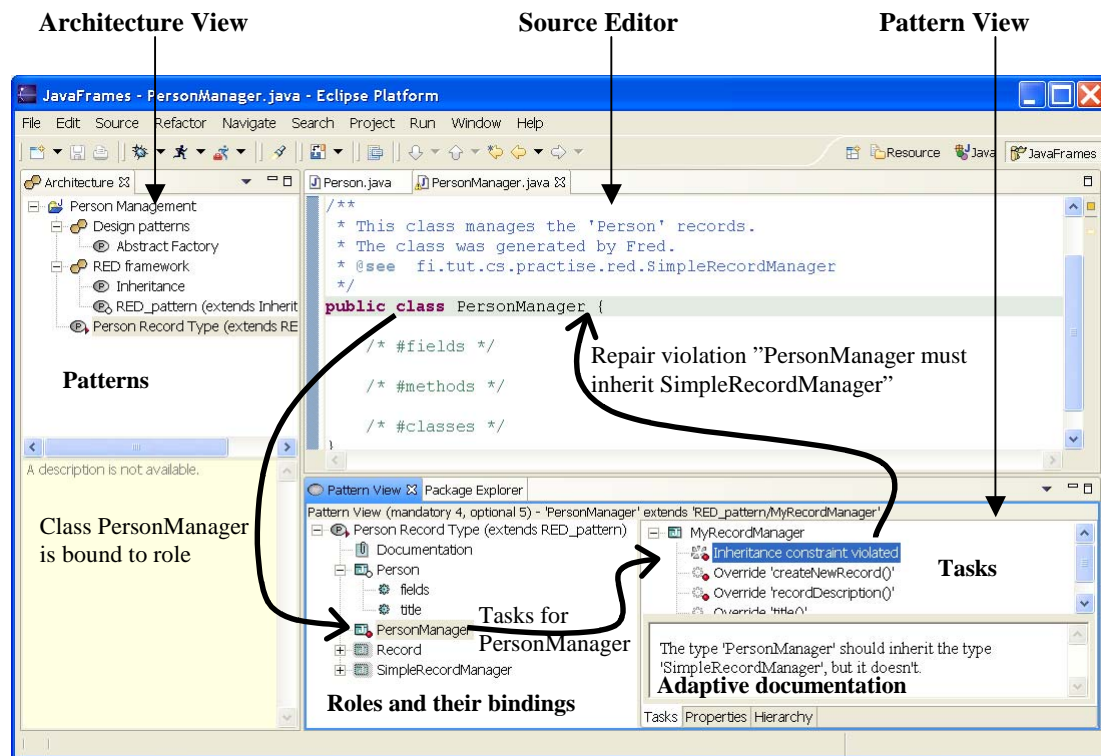 Architecture View
Source Editor
Pattern View
JavaFrames - PersonManager.java - Eclipse Platform
File Edit Source Refactor Navigate Search Project Run Window Help
Resource Java JavaFrames
Architecture
Person Management
Design patterns
Abstract Factory
RED framework
Inheritance
RED_pattern (extends Inherit
Person Record Type (extends RE
Patterns
A description is not available.
Class PersonManager
is bound to role
Person.java PersonManager.java
/**
* This class manages the 'Person' records.
* The class was generated by Fred.
* @see fi.tut.cs.practise.red.SimpleRecordManager
*/
public class PersonManager {
/* #fields */
/* #methods */
/* #classes */
}
Repair violation ”PersonManager must
inherit SimpleRecordManager”
Pattern View Package Explorer
Pattern View (mandatory 4, optional 5) - 'PersonManager' extends 'RED_pattern/MyRecordManager'
Person Record Type (extends RED_pattern)
Documentation
Person
fields
title
PersonManager
Record
SimpleRecordManager
Roles and their bindings
Tasks for
PersonManager
MyRecordManager
Inheritance constraint violated
Override 'createNewRecord()'
Override 'recordDescription()'
Override 'title()'
Tasks
The type 'PersonManager' should inherit the type
'SimpleRecordManager', but it doesn't.
Adaptive documentation
Tasks Properties Hierarchy